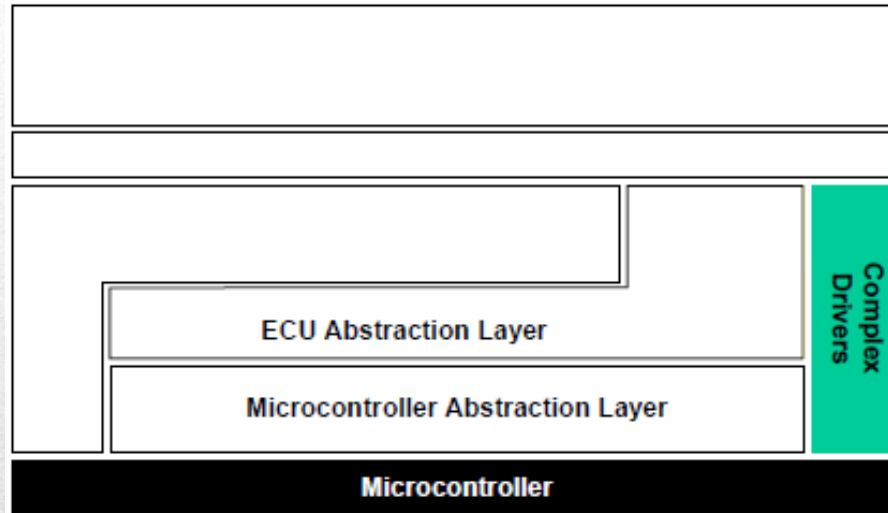 ECU Abstraction Layer
Microcontroller Abstraction Layer
Complex
Drivers
Microcontroller